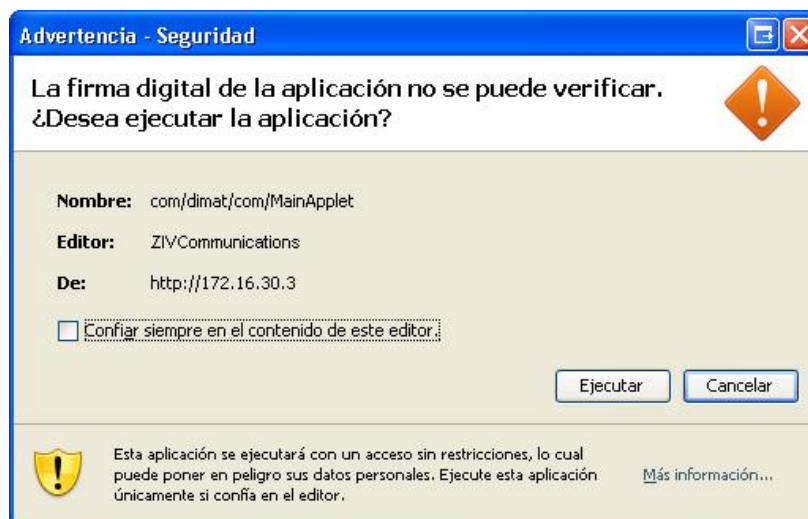 Advertencia - Seguridad
La firma digital de la aplicación no se puede verificar.
¿Desea ejecutar la aplicación?
Nombre: com/dimat/com/MainApplet
Editor: ZIVCommunications
De: http://172.16.30.3
Confiar siempre en el contenido de este editor.
Ejecutar Cancelar
Esta aplicación se ejecutará con un acceso sin restricciones, lo cual
puede poner en peligro sus datos personales. Ejecute esta aplicación
únicamente si confía en el editor.
Más información...